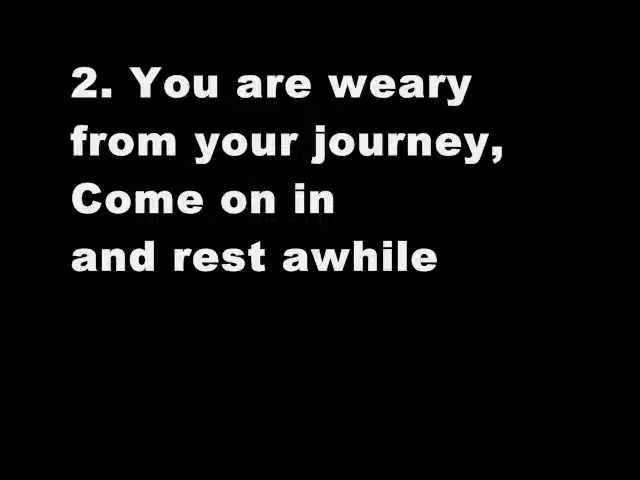 2. You are weary
from your journey,
Come on in
and rest awhile